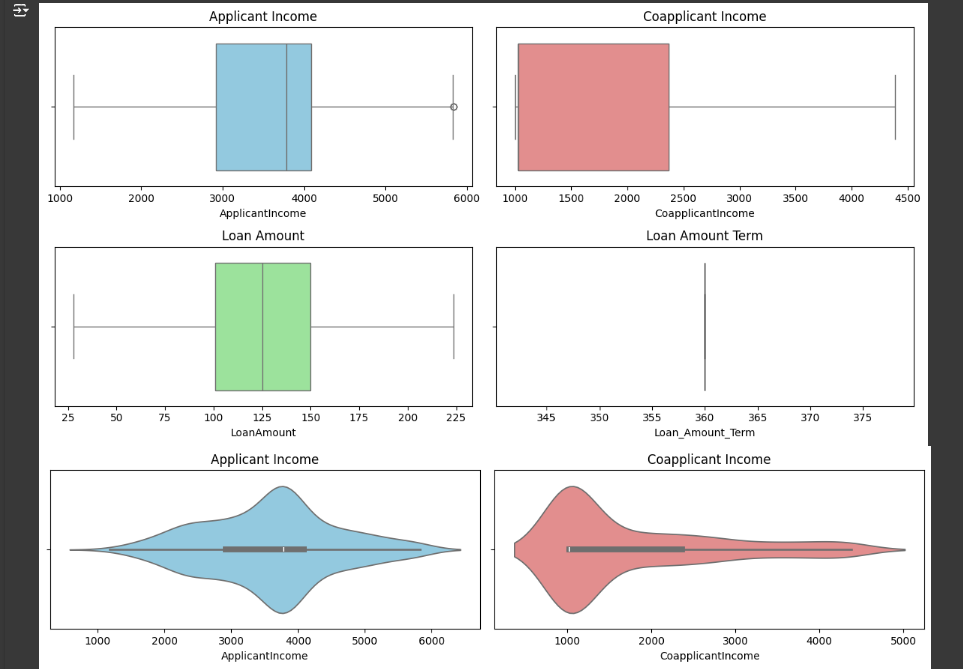 Applicant Income Coapplicant Income
1000 2000 3000 4000 5000 6000 1000 1500 2000 2500 3000 3500 4000 4500
ApplicantIncome CoapplicantIncome
Loan Amount Loan Amount Term
25 50 75 100 125 150 175 200 225 345 350 355 360 365 370 375
LoanAmount Loan_Amount_Term
Applicant Income Coapplicant Income
1000 2000 3000 4000 5000 6000 1000 2000 3000 4000 5000
ApplicantIncome CoapplicantIncome